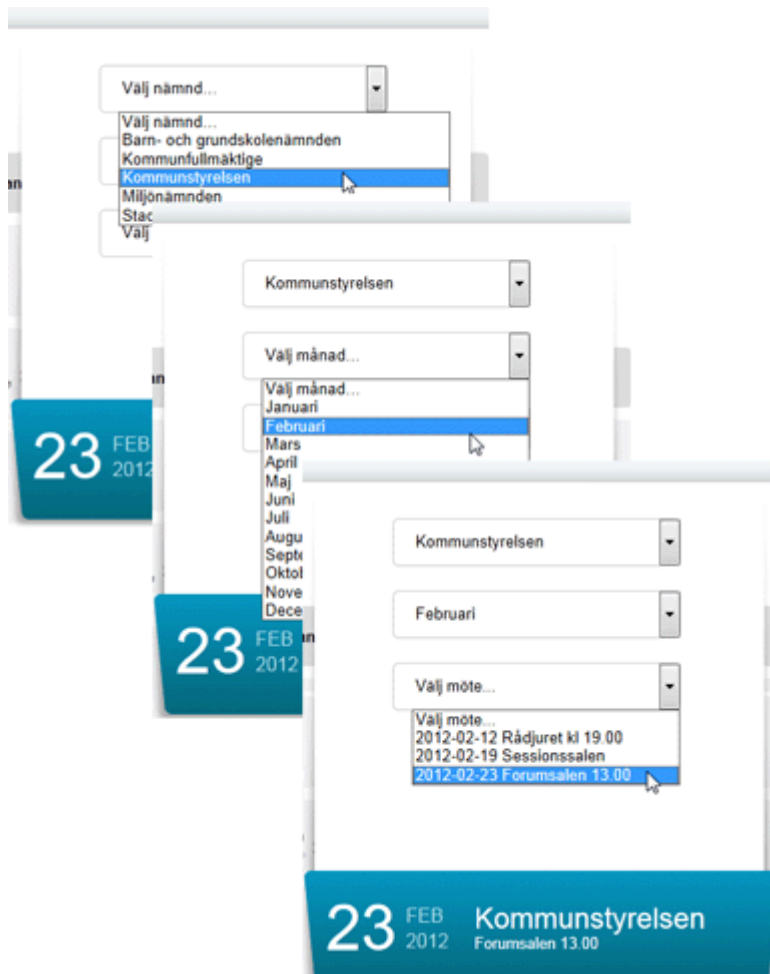 Välj nämnd...
Välj nämnd...
Barn- och grundskolenämnden
Kommunfullmäktige
Kommunstyrelsen
Miljönämnden
Välj
23 FEB
2012
Kommunstyrelsen
Välj månad...
Välj månad...
Januari
Februari
Mars
April
Maj
Juni
Juli
23 FEB
2012
Kommunstyrelsen
Februari
Välj möte...
Välj möte...
2012-02-12 Rådjuret kl 19.00
2012-02-19 Sessionssalen
2012-02-23 Forumsalen 13.00
23 FEB
2012
Kommunstyrelsen
Forumsalen 13.00